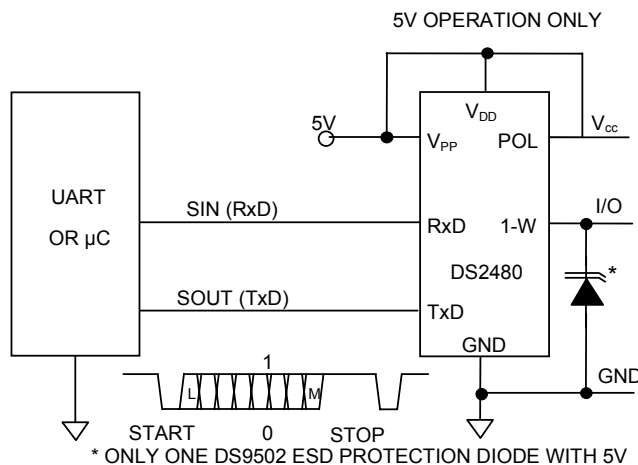 5V OPERATION ONLY
5V
VDD
VPP
POL
Vcc
UART
OR µC
SIN (RxD)
RxD
1-W
I/O
DS2480
*
SOUT (TxD)
TxD
GND
GND
1
L
M
START
0
STOP
* ONLY ONE DS9502 ESD PROTECTION DIODE WITH 5V